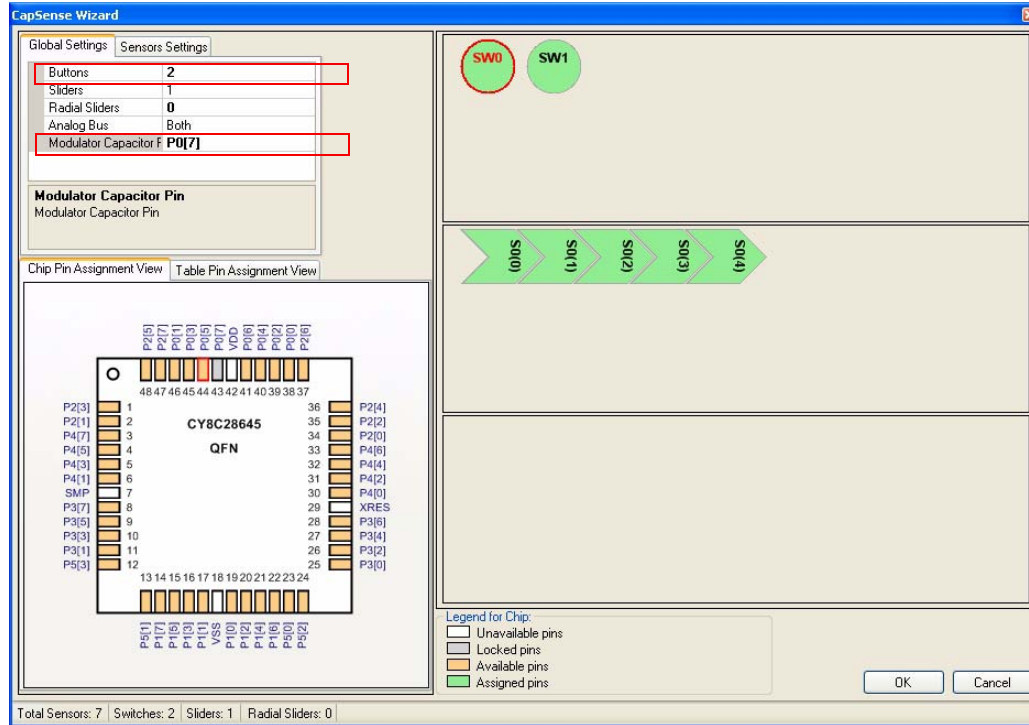 CapSense Wizard
Global Settings
Sensors Settings
Buttons 2
Sliders 1
Radial Sliders 0
Analog Bus Both
Modulator Capacitor P P0[7]
Modulator Capacitor Pin
Modulator Capacitor Pin
Chip Pin Assignment View
Table Pin Assignment View
P2[5] P2[7] P0[1] P0[3] P0[5] P0[7] VDD P0[6] P0[4] P0[2] P0[0] P2[6]
48 47 46 45 44 43 42 41 40 39 38 37
P2[3] 1 36 P2[4]
P2[1] 2 CY8C28645 35 P2[2]
P4[7] 3 34 P2[0]
P4[5] 4 QFN 33 P4[6]
P4[3] 5 32 P4[4]
P4[1] 6 31 P4[2]
SMP 7 30 P4[0]
P3[7] 8 29 XRES
P3[5] 9 28 P3[6]
P3[3] 10 27 P3[4]
P3[1] 11 26 P3[2]
P5[3] 12 25 P3[0]
13 14 15 16 17 18 19 20 21 22 23 24
P5[1] P1[7] P1[5] P1[3] P1[1] VSS P1[0] P1[2] P1[4] P1[6] P5[0] P5[2]
SW0 SW1
S0(0) S0(1) S0(2) S0(3) S0(4)
Legend for Chip:
Unavailable pins
Locked pins
Available pins
Assigned pins
OK Cancel
Total Sensors: 7 Switches: 2 Sliders: 1 Radial Sliders: 0